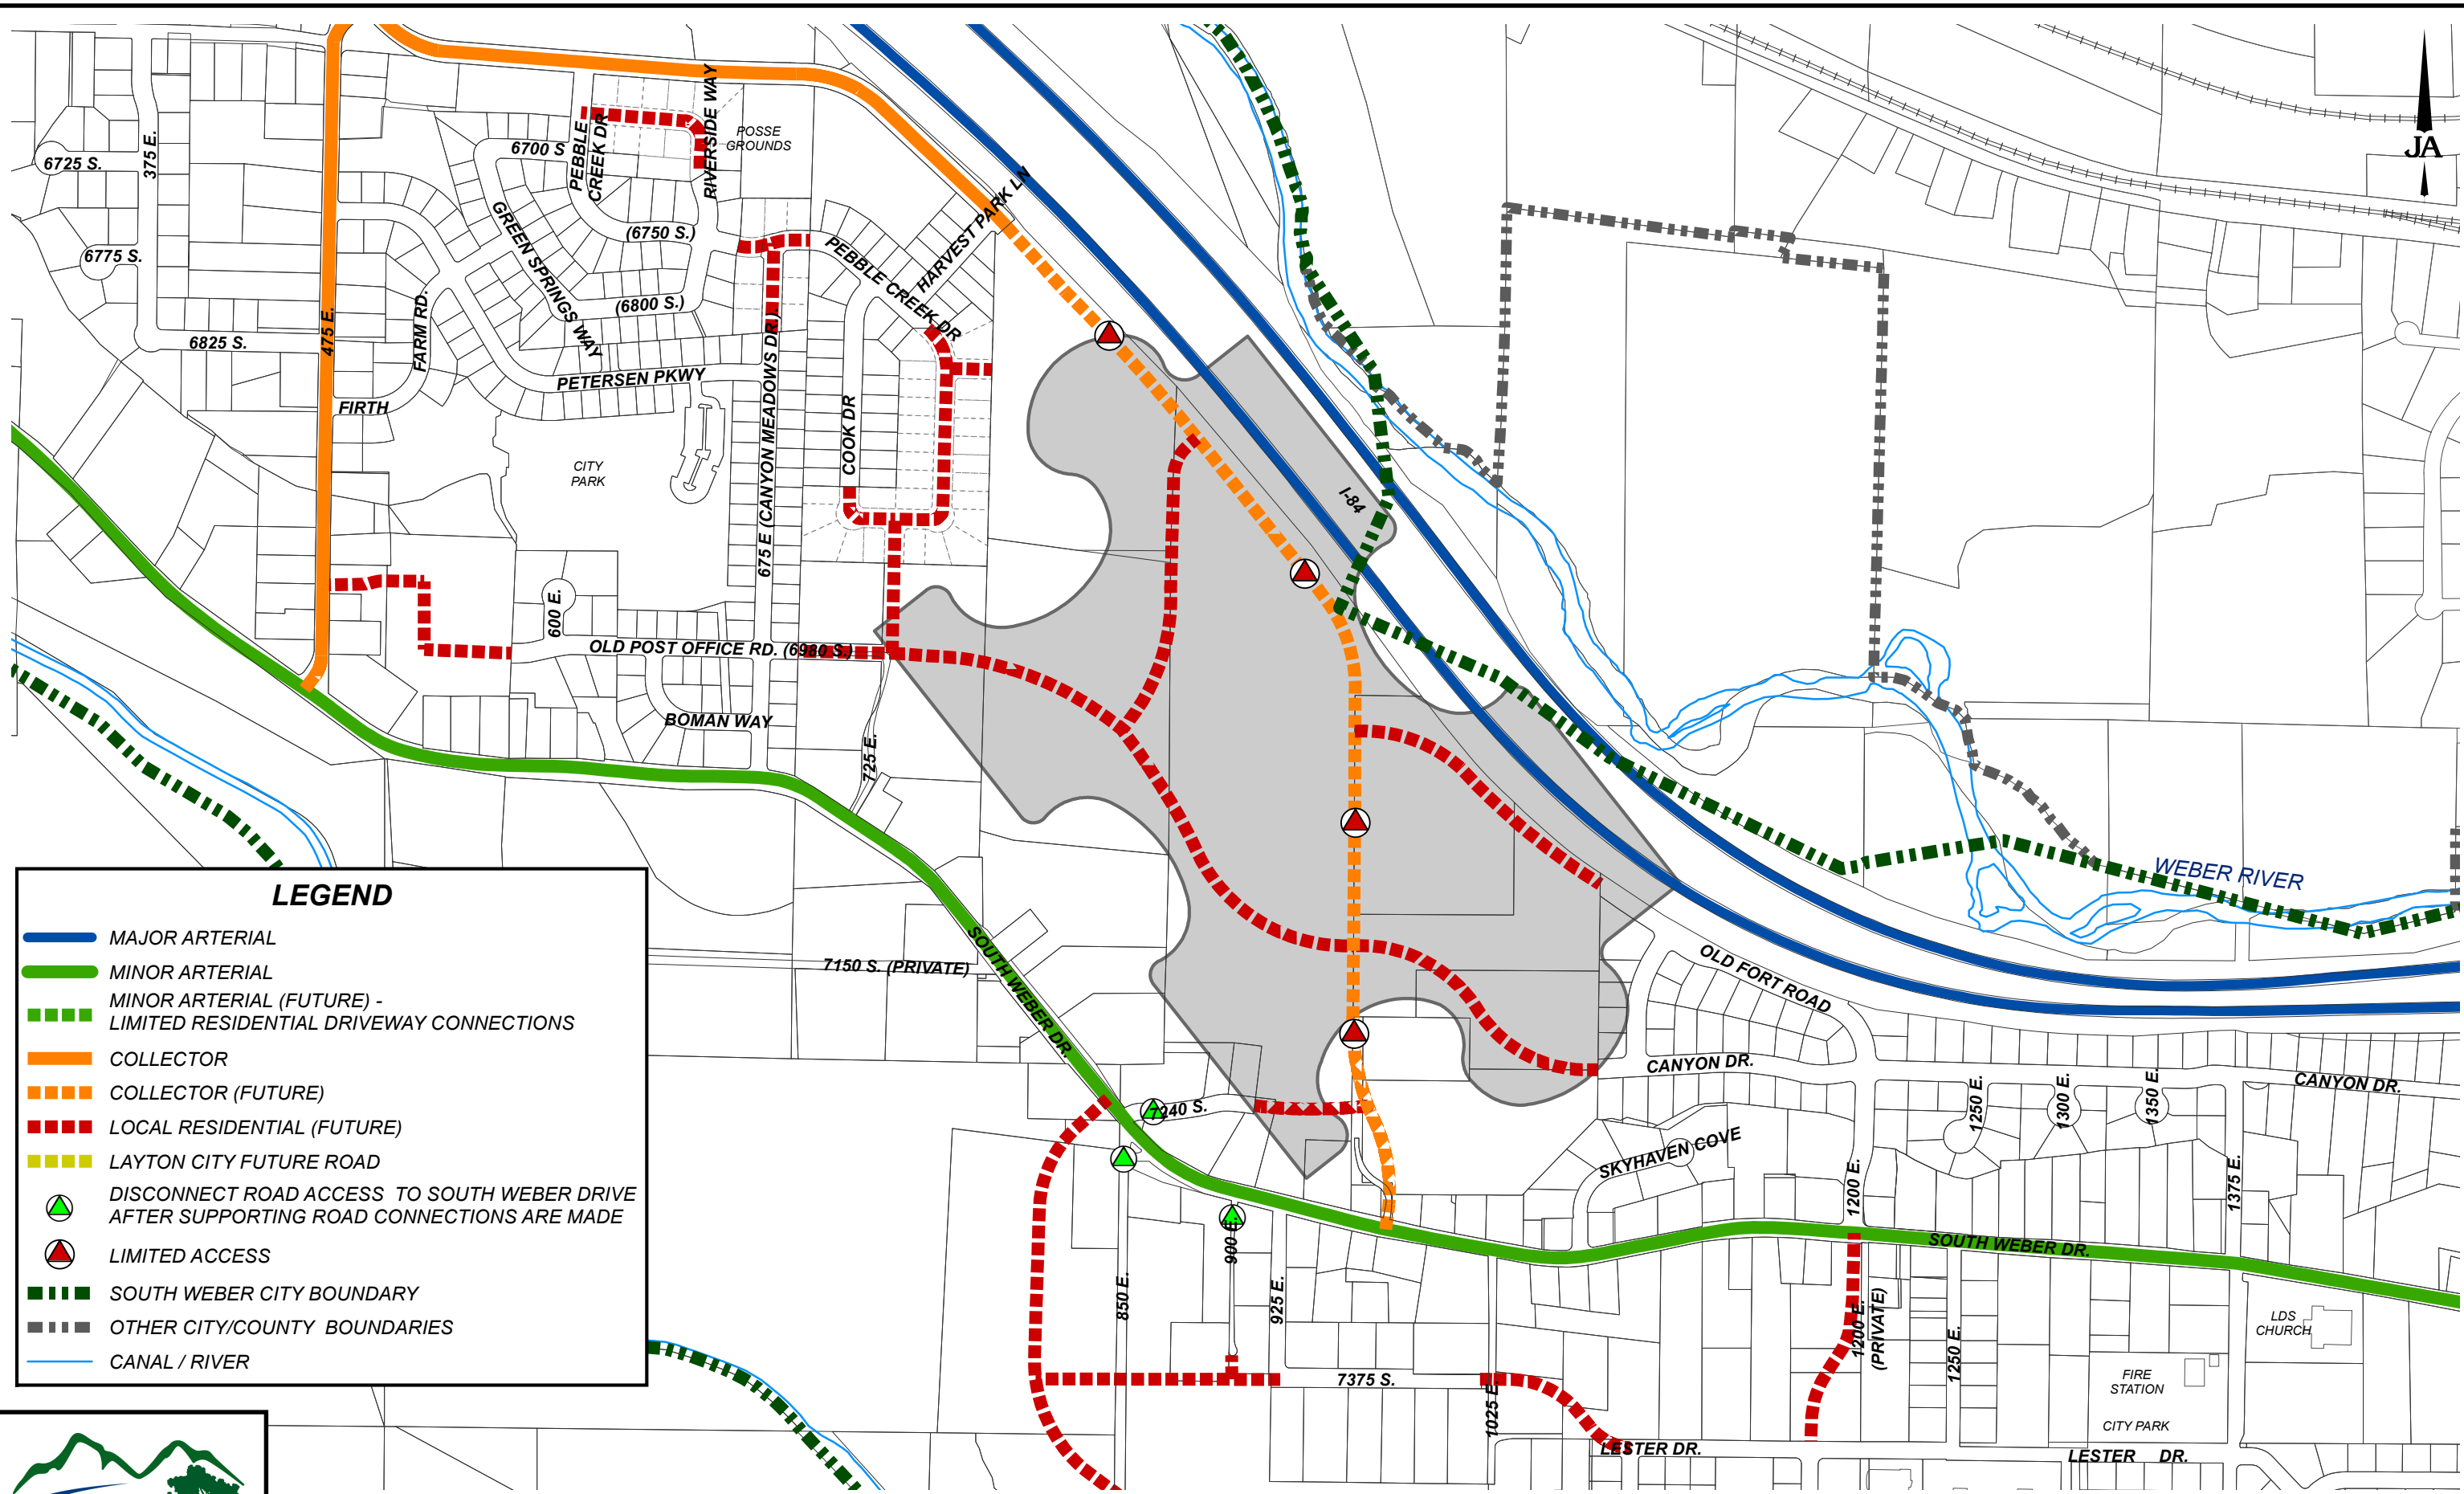 JA
RIVERSIDE WAY
POSSE
GROUNDS
PEBBLE
CREEK DR
6700 S
375 E.
6725 S.
HARVEST PARK LN
GREEN SPRINGS WAY
(6750 S.)
PEBBLE CREEK DR
6775 S.
(6800 S.)
475 E.
FARM RD.
6825 S.
PETERSEN PKWY
FIRTH
675 E (CANYON MEADOWS DR)
COOK DR
CITY
PARK
I-84
600 E.
OLD POST OFFICE RD. (6980 S.)
BOMAN WAY
725 E.
WEBER RIVER
7150 S. (PRIVATE)
SOUTH WEBER DR.
OLD FORT ROAD
CANYON DR.
CANYON DR.
7240 S.
1250 E.
1300 E.
1350 E.
SKYHAVEN COVE
1200 E.
1375 E.
900 E.
SOUTH WEBER DR.
850 E.
925 E.
1200 E.
(PRIVATE)
1250 E.
LDS
CHURCH
7375 S.
1025 E.
FIRE
STATION
CITY PARK
LESTER DR.
LESTER DR.
LEGEND
MAJOR ARTERIAL
MINOR ARTERIAL
MINOR ARTERIAL (FUTURE) -
LIMITED RESIDENTIAL DRIVEWAY CONNECTIONS
COLLECTOR
COLLECTOR (FUTURE)
LOCAL RESIDENTIAL (FUTURE)
LAYTON CITY FUTURE ROAD
DISCONNECT ROAD ACCESS TO SOUTH WEBER DRIVE
AFTER SUPPORTING ROAD CONNECTIONS ARE MADE
LIMITED ACCESS
SOUTH WEBER CITY BOUNDARY
OTHER CITY/COUNTY BOUNDARIES
CANAL / RIVER